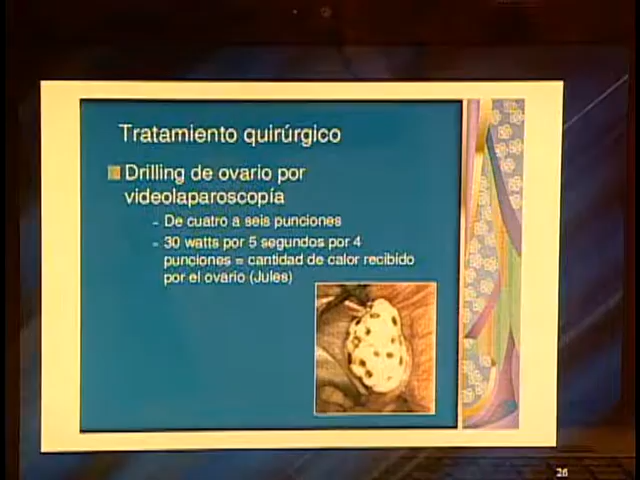 Tratamiento quirúrgico
Drilling de ovario por
videolaparoscopía
- De cuatro a seis punciones
- 30 watts por 5 segundos por 4
punciones = cantidad de calor recibido
por el ovario (Jules)
26